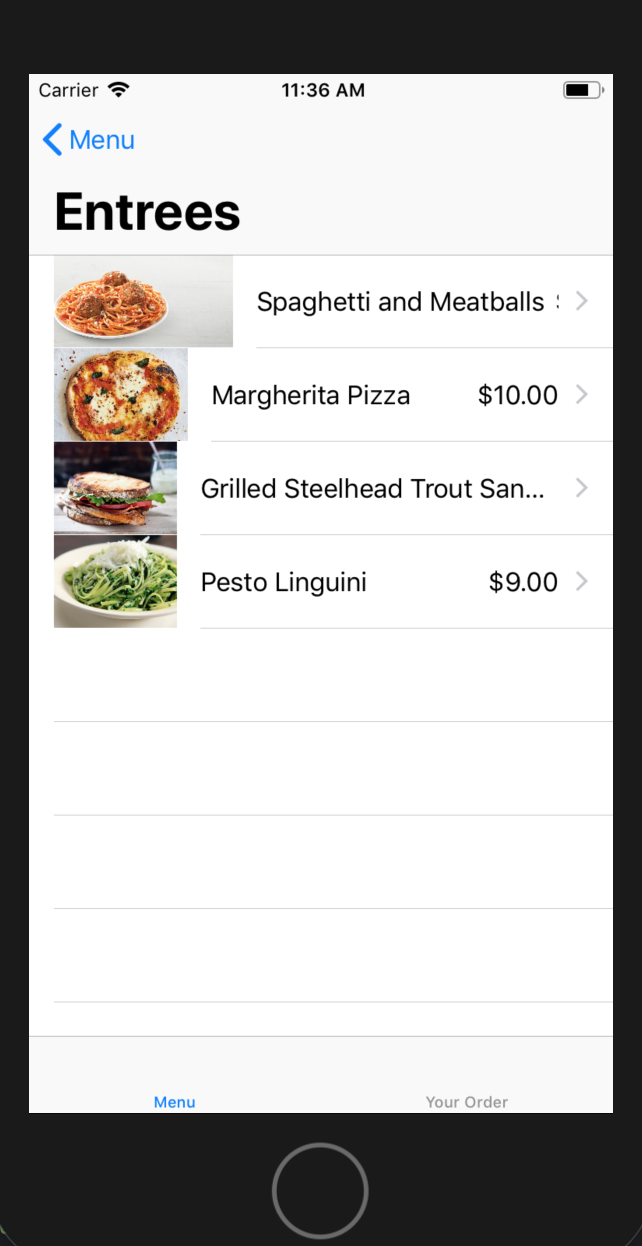 Carrier 11:36 AM
Menu
Entrees
Spaghetti and Meatballs
Margherita Pizza $10.00
Grilled Steelhead Trout San...
Pesto Linguini $9.00
Menu Your Order